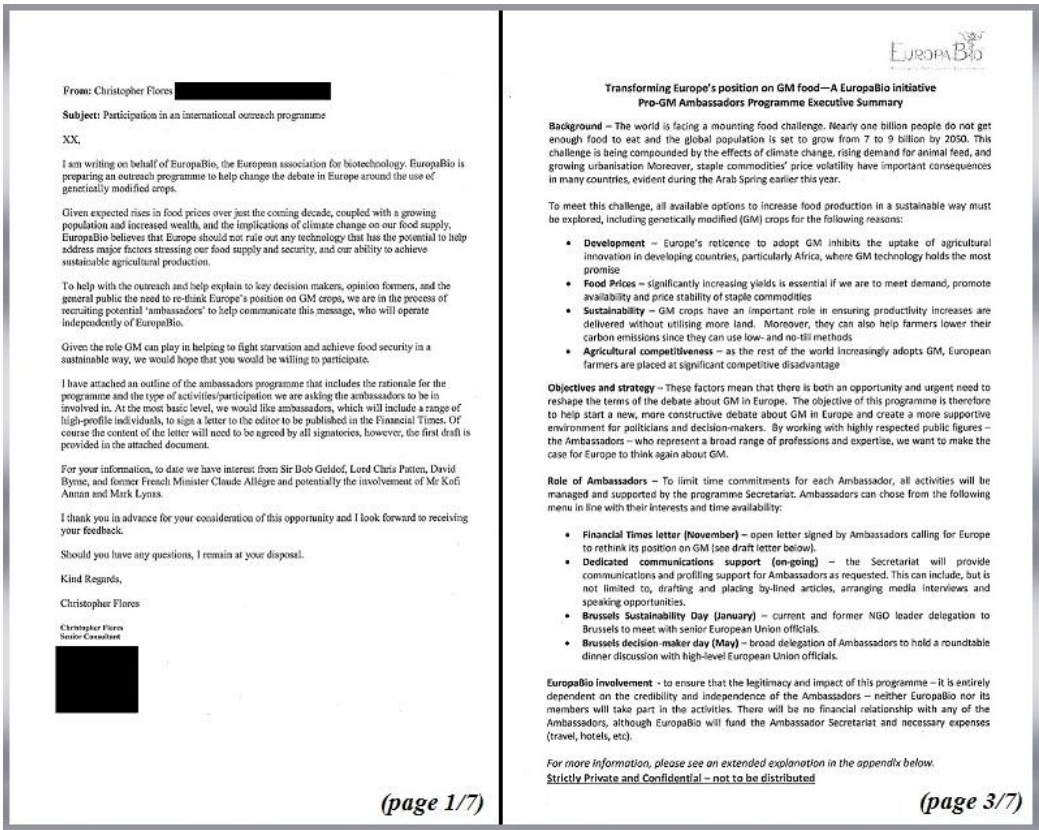 From: Christopher Flores
Subject: Participation in an international outreach programme
XX,
I am writing on behalf of EuropaBio, the European association for biotechnology. EuropaBio is
preparing an outreach programme to help change the debate in Europe around the use of
genetically modified crops.
Given expected rises in food prices over just the coming decade, coupled with a growing
population and increased wealth, and the implications of climate change on our food supply,
EuropaBio believes that Europe should not rule out any technology that has the potential to help
address major factors stressing our food supply and security, and our ability to achieve
sustainable agricultural production.
To help with the outreach and help explain to key decision makers, opinion formers, and the
general public the need to re-think Europe's position on GM crops, we are in the process of
recruiting potential 'ambassadors' to help communicate this message, who will operate
independently of EuropaBio.
Given the role GM can play in helping to fight starvation and achieve food security in a
sustainable way, we would hope that you would be willing to participate.
I have attached an outline of the ambassadors programme that includes the rationale for the
programme and the type of activities/participation we are asking the ambassadors to be
involved in. At the most basic level, we would like ambassadors, which will include a range of
high-profile individuals, to sign a letter to the editor to be published in the Financial Times. Of
course the content of the letter will need to be agreed by all signatories, however, the first draft is
provided in the attached document.
For your information, to date we have interest from Sir Bob Geldof, Lord Chris Patten, David
Byrne, and former French Minister Claude Allégre and potentially the involvement of Mr Kofi
Annan and Mark Lynas.
I thank you in advance for your consideration of this opportunity and I look forward to receiving
your feedback.
Should you have any questions, I remain at your disposal.
Kind Regards,
Christopher Flores
Christopher Flores
Senior Consultant
(page 1/7)
EUROPABIO
Transforming Europe's position on GM food—A EuropaBio initiative
Pro-GM Ambassadors Programme Executive Summary
Background – The world is facing a mounting food challenge. Nearly one billion people do not get
enough food to eat and the global population is set to grow from 7 to 9 billion by 2050. This
challenge is being compounded by the effects of climate change, rising demand for animal feed, and
growing urbanisation Moreover, staple commodities' price volatility have important consequences
in many countries, evident during the Arab Spring earlier this year.
To meet this challenge, all available options to increase food production in a sustainable way must
be explored, including genetically modified (GM) crops for the following reasons:
• Development – Europe's reticence to adopt GM inhibits the uptake of agricultural
innovation in developing countries, particularly Africa, where GM technology holds the most
promise
• Food Prices – significantly increasing yields is essential if we are to meet demand, promote
availability and price stability of staple commodities
• Sustainability – GM crops have an important role in ensuring productivity increases are
delivered without utilising more land. Moreover, they can also help farmers lower their
carbon emissions since they can use low- and no-till methods
• Agricultural competitiveness – as the rest of the world increasingly adopts GM, European
farmers are placed at significant competitive disadvantage
Objectives and strategy – These factors mean that there is both an opportunity and urgent need to
reshape the terms of the debate about GM in Europe. The objective of this programme is therefore
to help start a new, more constructive debate about GM in Europe and create a more supportive
environment for politicians and decision-makers. By working with highly respected public figures –
the Ambassadors – who represent a broad range of professions and expertise, we want to make the
case for Europe to think again about GM.
Role of Ambassadors – To limit time commitments for each Ambassador, all activities will be
managed and supported by the programme Secretariat. Ambassadors can chose from the following
menu in line with their interests and time availability:
• Financial Times letter (November) – open letter signed by Ambassadors calling for Europe
to rethink its position on GM (see draft letter below).
• Dedicated communications support (on-going) – the Secretariat will provide
communications and profiling support for Ambassadors as requested. This can include, but is
not limited to, drafting and placing by-lined articles, arranging media interviews and
speaking opportunities.
• Brussels Sustainability Day (January) – current and former NGO leader delegation to
Brussels to meet with senior European Union officials.
• Brussels decision-maker day (May) – broad delegation of Ambassadors to hold a roundtable
dinner discussion with high-level European Union officials.
EuropaBio involvement - to ensure that the legitimacy and impact of this programme – it is entirely
dependent on the credibility and independence of the Ambassadors – neither EuropaBio nor its
members will take part in the activities. There will be no financial relationship with any of the
Ambassadors, although EuropaBio will fund the Ambassador Secretariat and necessary expenses
(travel, hotels, etc).
For more information, please see an extended explanation in the appendix below.
Strictly Private and Confidential – not to be distributed
(page 3/7)